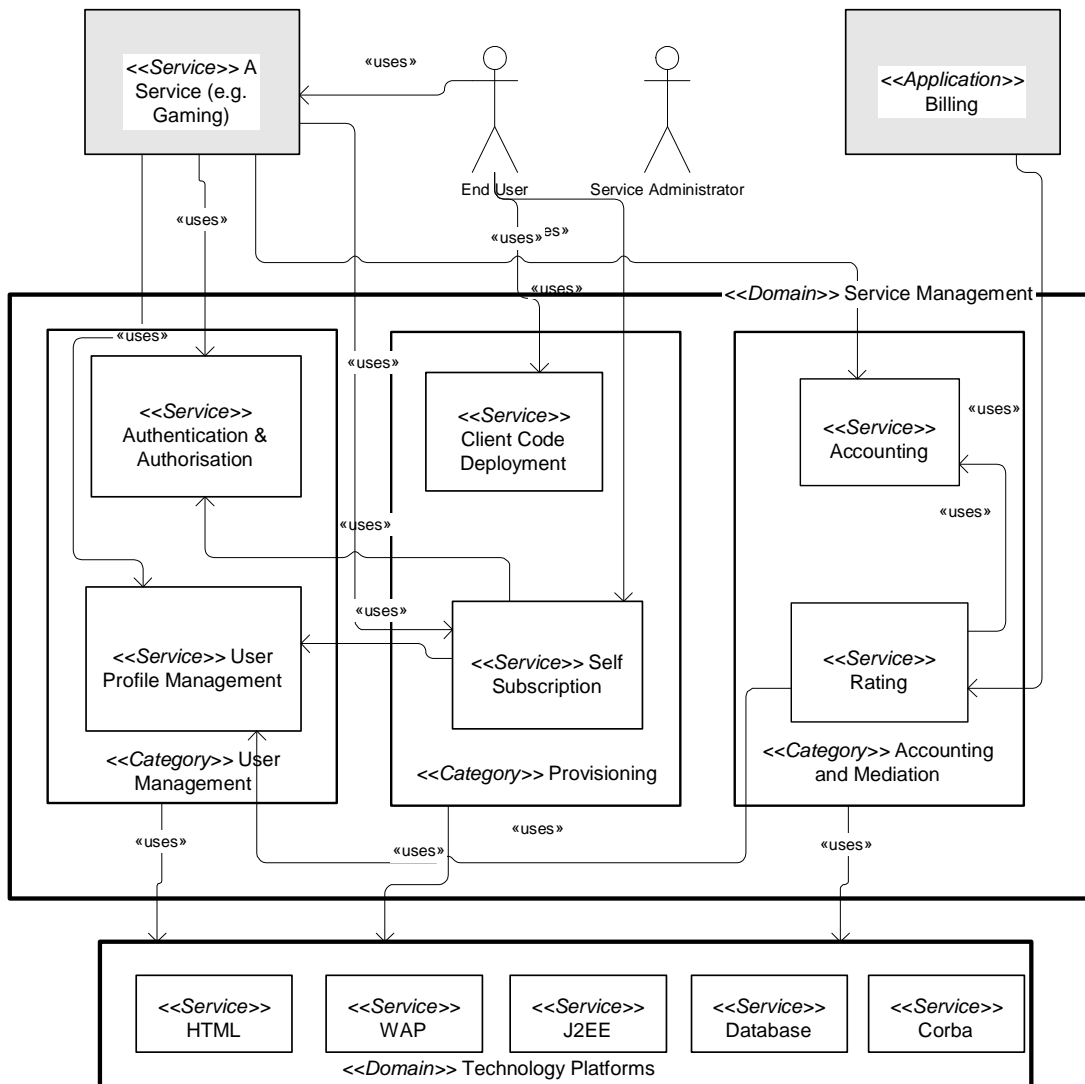 <<Service>> A
Service (e.g.
Gaming)
«uses»
<<Application>>
Billing
End User
Service Administrator
«uses»
«uses»
es»
«uses»
<<Domain>> Service Management
«uses»
«uses»
<<Service>>
Authentication &
Authorisation
<<Service>>
Client Code
Deployment
<<Service>>
Accounting
«uses»
«uses»
«uses»
«uses»
<<Service>> User
Profile Management
<<Service>> Self
Subscription
<<Service>>
Rating
<<Category>> User
Management
<<Category>> Provisioning
<<Category>> Accounting
and Mediation
«uses»
«uses»
«uses»
«uses»
<<Service>>
HTML
<<Service>>
WAP
<<Service>>
J2EE
<<Service>>
Database
<<Service>>
Corba
<<Domain>> Technology Platforms